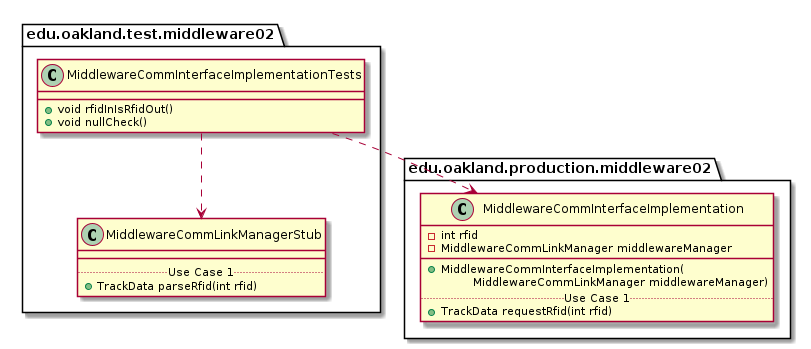 edu.oakland.test.middleware02
C MiddlewareCommInterfaceImplementationTests
void rfidInIsRfidOut()
void nullCheck()
C MiddlewareCommLinkManagerStub
Use Case 1
TrackData parseRfid(int rfid)
edu.oakland.production.middleware02
C MiddlewareCommInterfaceImplementation
int rfid
MiddlewareCommLinkManager middlewareManager
MiddlewareCommInterfaceImplementation(
MiddlewareCommLinkManager middlewareManager)
Use Case 1
TrackData requestRfid(int rfid)